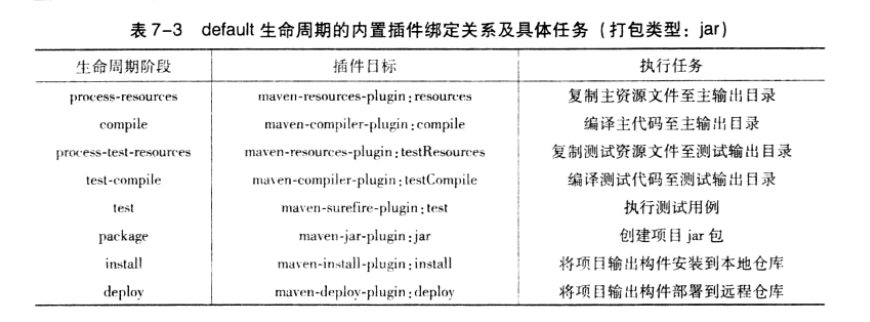 表 7-3 default 生命周期的内置插件绑定关系及具体任务（打包类型：jar）
生命周期阶段 插件目标 执行任务
process-resources maven-resources-plugin:resources 复制主资源文件至主输出目录
compile maven-compiler-plugin:compile 编译主代码至主输出目录
process-test-resources maven-resources-plugin:testResources 复制测试资源文件至测试输出目录
test-compile maven-compiler-plugin:testCompile 编译测试代码至测试输出目录
test maven-surefire-plugin:test 执行测试用例
package maven-jar-plugin:jar 创建项目 jar 包
install maven-install-plugin:install 将项目输出构件安装到本地仓库
deploy maven-deploy-plugin:deploy 将项目输出构件部署到远程仓库